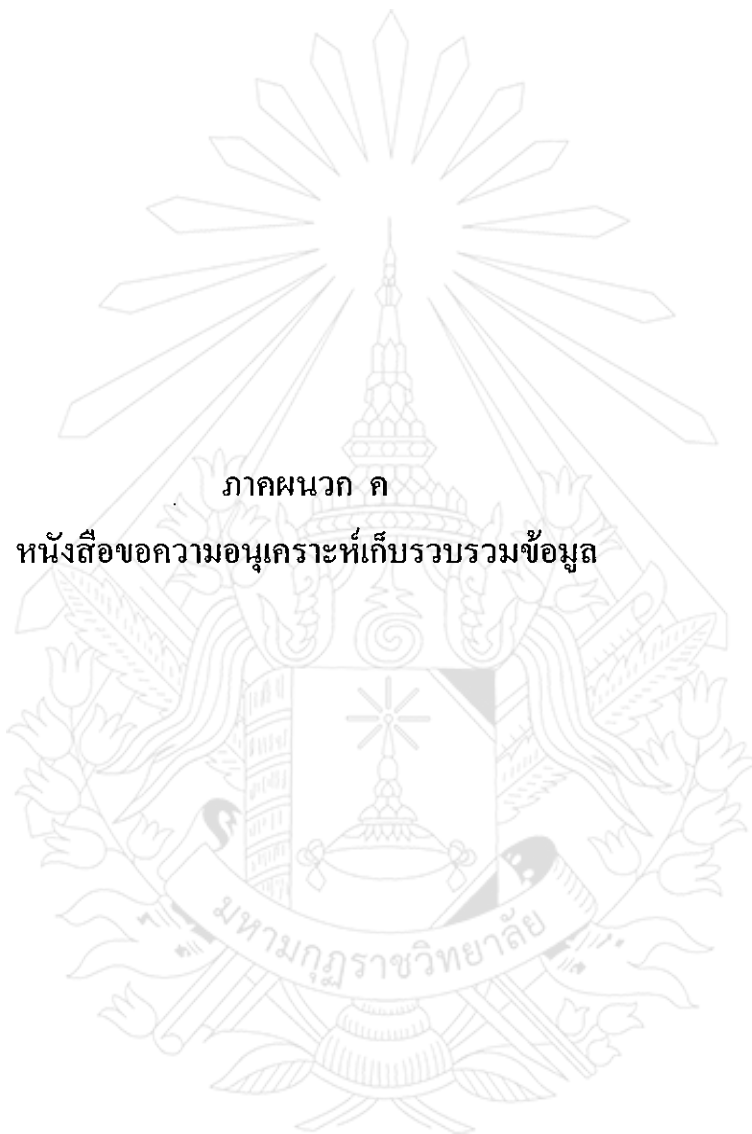 ภาคผนวก ค
หนังสือขอความอนุเคราะห์เก็บรวบรวมข้อมูล
มหามกุฏราชวิทยาลัย